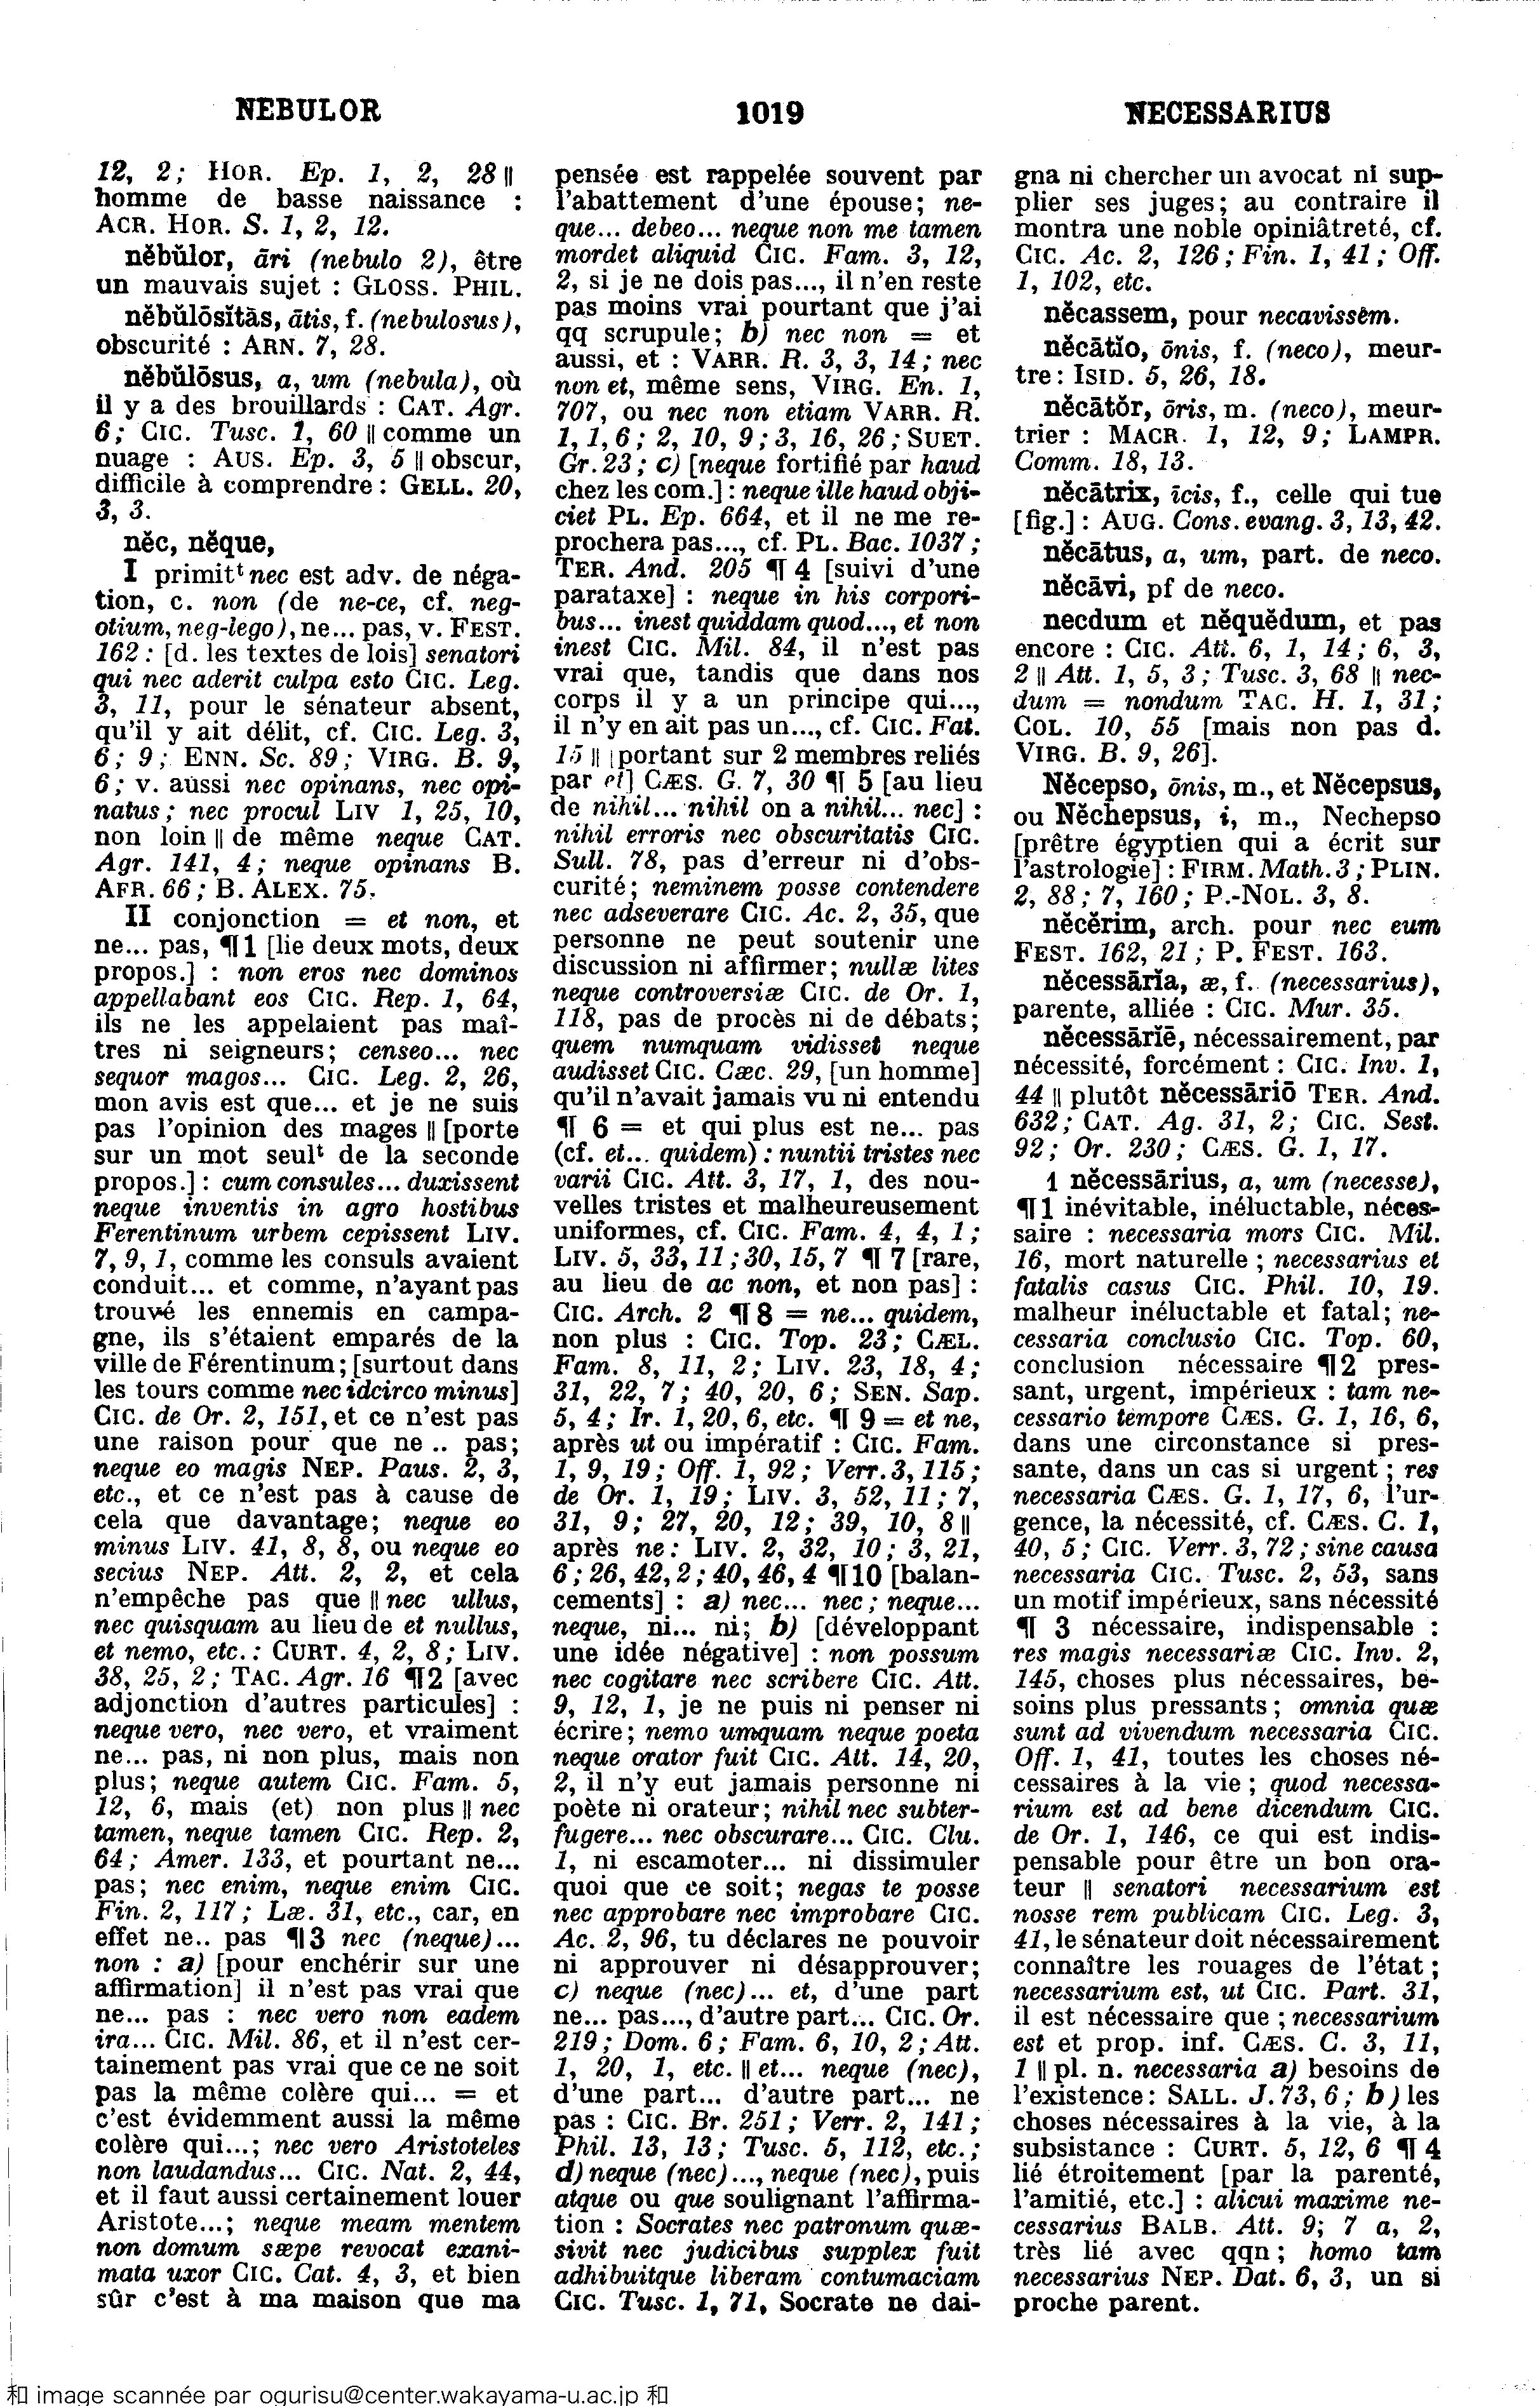 NEBULOR
1019
NECESSARIUS
12, 2; HOR. Ep. 1, 2, 28 ||
homme de basse naissance :
ACR. HOR. S. 1, 2, 12.
nĕbŭlor, āri (nebulo 2), être
un mauvais sujet : GLOSS. PHIL.
nĕbŭlōsĭtās, ātis, f. (nebulosus),
obscurité : ARN. 7, 28.
nĕbŭlōsus, a, um (nebula), où
il y a des brouillards : CAT. Agr.
6; CIC. Tusc. 1, 60 || comme un
nuage : AUS. Ep. 3, 5 || obscur,
difficile à comprendre : GELL. 20,
3, 3.
nĕc, nĕque,
I primitᵗ nec est adv. de néga-
tion, c. non (de ne-ce, cf. neg-
otium, neg-lego), ne... pas, v. FEST.
162 : [d. les textes de lois] senatori
qui nec aderit culpa esto CIC. Leg.
3, 11, pour le sénateur absent,
qu'il y ait délit, cf. CIC. Leg. 3,
6; 9; ENN. Sc. 89; VIRG. B. 9,
6; v. aussi nec opinans, nec opi-
natus; nec procul LIV 1, 25, 10,
non loin || de même neque CAT.
Agr. 141, 4; neque opinans B.
AFR. 66; B. ALEX. 75.
II conjonction = et non, et
ne... pas, ¶ 1 [lie deux mots, deux
propos.] : non eros nec dominos
appellabant eos CIC. Rep. 1, 64,
ils ne les appelaient pas maî-
tres ni seigneurs; censeo... nec
sequor magos... CIC. Leg. 2, 26,
mon avis est que... et je ne suis
pas l'opinion des mages || [porte
sur un mot seulᵗ de la seconde
propos.] : cum consules... duxissent
neque inventis in agro hostibus
Ferentinum urbem cepissent LIV.
7, 9, 1, comme les consuls avaient
conduit... et comme, n'ayant pas
trouvé les ennemis en campa-
gne, ils s'étaient emparés de la
ville de Férentinum; [surtout dans
les tours comme nec idcirco minus]
CIC. de Or. 2, 151, et ce n'est pas
une raison pour que ne .. pas;
neque eo magis NEP. Paus. 2, 3,
etc., et ce n'est pas à cause de
cela que davantage; neque eo
minus LIV. 41, 8, 8, ou neque eo
secius NEP. Att. 2, 2, et cela
n'empêche pas que || nec ullus,
nec quisquam au lieu de et nullus,
et nemo, etc. : CURT. 4, 2, 8; LIV.
38, 25, 2; TAC. Agr. 16 ¶ 2 [avec
adjonction d'autres particules] :
neque vero, nec vero, et vraiment
ne... pas, ni non plus, mais non
plus; neque autem CIC. Fam. 5,
12, 6, mais (et) non plus || nec
tamen, neque tamen CIC. Rep. 2,
64; Amer. 133, et pourtant ne...
pas; nec enim, neque enim CIC.
Fin. 2, 117; Læ. 31, etc., car, en
effet ne.. pas ¶ 3 nec (neque)...
non : a) [pour enchérir sur une
affirmation] il n'est pas vrai que
ne... pas : nec vero non eadem
ira... CIC. Mil. 86, et il n'est cer-
tainement pas vrai que ce ne soit
pas la même colère qui... = et
c'est évidemment aussi la même
colère qui...; nec vero Aristoteles
non laudandus... CIC. Nat. 2, 44,
et il faut aussi certainement louer
Aristote...; neque meam mentem
non domum sæpe revocat exani-
mata uxor CIC. Cat. 4, 3, et bien
sûr c'est à ma maison que ma
pensée est rappelée souvent par
l'abattement d'une épouse; ne-
que... debeo... neque non me tamen
mordet aliquid CIC. Fam. 3, 12,
2, si je ne dois pas..., il n'en reste
pas moins vrai pourtant que j'ai
qq scrupule; b) nec non = et
aussi, et : VARR. R. 3, 3, 14; nec
non et, même sens, VIRG. En. 1,
707, ou nec non etiam VARR. R.
1, 1, 6; 2, 10, 9; 3, 16, 26; SUET.
Gr. 23; c) [neque fortifié par haud
chez les com.] : neque ille haud obji-
ciet PL. Ep. 664, et il ne me re-
prochera pas..., cf. PL. Bac. 1037;
TER. And. 205 ¶ 4 [suivi d'une
parataxe] : neque in his corpori-
bus... inest quiddam quod..., et non
inest CIC. Mil. 84, il n'est pas
vrai que, tandis que dans nos
corps il y a un principe qui...,
il n'y en ait pas un..., cf. CIC. Fat.
15 || [portant sur 2 membres reliés
par et] CÆS. G. 7, 30 ¶ 5 [au lieu
de nihil... nihil on a nihil... nec] :
nihil erroris nec obscuritatis CIC.
Sull. 78, pas d'erreur ni d'obs-
curité; neminem posse contendere
nec adseverare CIC. Ac. 2, 35, que
personne ne peut soutenir une
discussion ni affirmer; nullæ lites
neque controversiæ CIC. de Or. 1,
118, pas de procès ni de débats;
quem numquam vidisset neque
audisset CIC. Cæc. 29, [un homme]
qu'il n'avait jamais vu ni entendu
¶ 6 = et qui plus est ne... pas
(cf. et... quidem) : nuntii tristes nec
varii CIC. Att. 3, 17, 1, des nou-
velles tristes et malheureusement
uniformes, cf. CIC. Fam. 4, 4, 1;
LIV. 5, 33, 11; 30, 15, 7 ¶ 7 [rare,
au lieu de ac non, et non pas] :
CIC. Arch. 2 ¶ 8 = ne... quidem,
non plus : CIC. Top. 23; CÆL.
Fam. 8, 11, 2; LIV. 23, 18, 4;
31, 22, 7; 40, 20, 6; SEN. Sap.
5, 4; Ir. 1, 20, 6, etc. ¶ 9 = et ne,
après ut ou impératif : CIC. Fam.
1, 9, 19; Off. 1, 92; Verr. 3, 115;
de Or. 1, 19; LIV. 3, 52, 11; 7,
31, 9; 27, 20, 12; 39, 10, 8 ||
après ne : LIV. 2, 32, 10; 3, 21,
6; 26, 42, 2; 40, 46, 4 ¶ 10 [balan-
cements] : a) nec... nec; neque...
neque, ni... ni; b) [développant
une idée négative] : non possum
nec cogitare nec scribere CIC. Att.
9, 12, 1, je ne puis ni penser ni
écrire; nemo umquam neque poeta
neque orator fuit CIC. Att. 14, 20,
2, il n'y eut jamais personne ni
poète ni orateur; nihil nec subter-
fugere... nec obscurare... CIC. Clu.
1, ni escamoter... ni dissimuler
quoi que ce soit; negas te posse
nec approbare nec improbare CIC.
Ac. 2, 96, tu déclares ne pouvoir
ni approuver ni désapprouver;
c) neque (nec)... et, d'une part
ne... pas..., d'autre part... CIC. Or.
219; Dom. 6; Fam. 6, 10, 2; Att.
1, 20, 1, etc. || et... neque (nec),
d'une part... d'autre part... ne
pas : CIC. Br. 251; Verr. 2, 141;
Phil. 13, 13; Tusc. 5, 112, etc.;
d) neque (nec)..., neque (nec), puis
atque ou que soulignant l'affirma-
tion : Socrates nec patronum quæ-
sivit nec judicibus supplex fuit
adhibuitque liberam contumaciam
CIC. Tusc. 1, 71, Socrate ne dai-
gna ni chercher un avocat ni sup-
plier ses juges; au contraire il
montra une noble opiniâtreté, cf.
CIC. Ac. 2, 126; Fin. 1, 41; Off.
1, 102, etc.
nĕcassem, pour necavissem.
nĕcātĭo, ōnis, f. (neco), meur-
tre : ISID. 5, 26, 18.
nĕcātŏr, ōris, m. (neco), meur-
trier : MACR. 1, 12, 9; LAMPR.
Comm. 18, 13.
nĕcātrix, īcis, f., celle qui tue
[fig.] : AUG. Cons. evang. 3, 13, 42.
nĕcātus, a, um, part. de neco.
nĕcāvi, pf de neco.
necdum et nĕquĕdum, et pas
encore : CIC. Att. 6, 1, 14; 6, 3,
2 || Att. 1, 5, 3; Tusc. 3, 68 || nec-
dum = nondum TAC. H. 1, 31;
COL. 10, 55 [mais non pas d.
VIRG. B. 9, 26].
Nĕcepso, ōnis, m., et Nĕcepsus,
ou Nĕchepsus, i, m., Nechepso
[prêtre égyptien qui a écrit sur
l'astrologie] : FIRM. Math. 3; PLIN.
2, 88; 7, 160; P.-NOL. 3, 8.
nĕcĕrim, arch. pour nec eum
FEST. 162, 21; P. FEST. 163.
nĕcessārĭa, æ, f. (necessarius),
parente, alliée : CIC. Mur. 35.
nĕcessārĭē, nécessairement, par
nécessité, forcément : CIC. Inv. 1,
44 || plutôt nĕcessārĭō TER. And.
632; CAT. Ag. 31, 2; CIC. Sest.
92; Or. 230; CÆS. G. 1, 17.
1 nĕcessārius, a, um (necesse),
¶ 1 inévitable, inéluctable, néces-
saire : necessaria mors CIC. Mil.
16, mort naturelle; necessarius et
fatalis casus CIC. Phil. 10, 19.
malheur inéluctable et fatal; ne-
cessaria conclusio CIC. Top. 60,
conclusion nécessaire ¶ 2 pres-
sant, urgent, impérieux : tam ne-
cessario tempore CÆS. G. 1, 16, 6,
dans une circonstance si pres-
sante, dans un cas si urgent; res
necessaria CÆS. G. 1, 17, 6, l'ur-
gence, la nécessité, cf. CÆS. C. 1,
40, 5; CIC. Verr. 3, 72; sine causa
necessaria CIC. Tusc. 2, 53, sans
un motif impérieux, sans nécessité
¶ 3 nécessaire, indispensable :
res magis necessariæ CIC. Inv. 2,
145, choses plus nécessaires, be-
soins plus pressants; omnia quæ
sunt ad vivendum necessaria CIC.
Off. 1, 41, toutes les choses né-
cessaires à la vie; quod necessa-
rium est ad bene dicendum CIC.
de Or. 1, 146, ce qui est indis-
pensable pour être un bon ora-
teur || senatori necessarium est
nosse rem publicam CIC. Leg. 3,
41, le sénateur doit nécessairement
connaître les rouages de l'état;
necessarium est, ut CIC. Part. 31,
il est nécessaire que; necessarium
est et prop. inf. CÆS. C. 3, 11,
1 || pl. n. necessaria a) besoins de
l'existence : SALL. J. 73, 6; b) les
choses nécessaires à la vie, à la
subsistance : CURT. 5, 12, 6 ¶ 4
lié étroitement [par la parenté,
l'amitié, etc.] : alicui maxime ne-
cessarius BALB. Att. 9; 7 a, 2,
très lié avec qqn; homo tam
necessarius NEP. Dat. 6, 3, un si
proche parent.
和 image scannée par ogurisu@center.wakayama-u.ac.jp 和